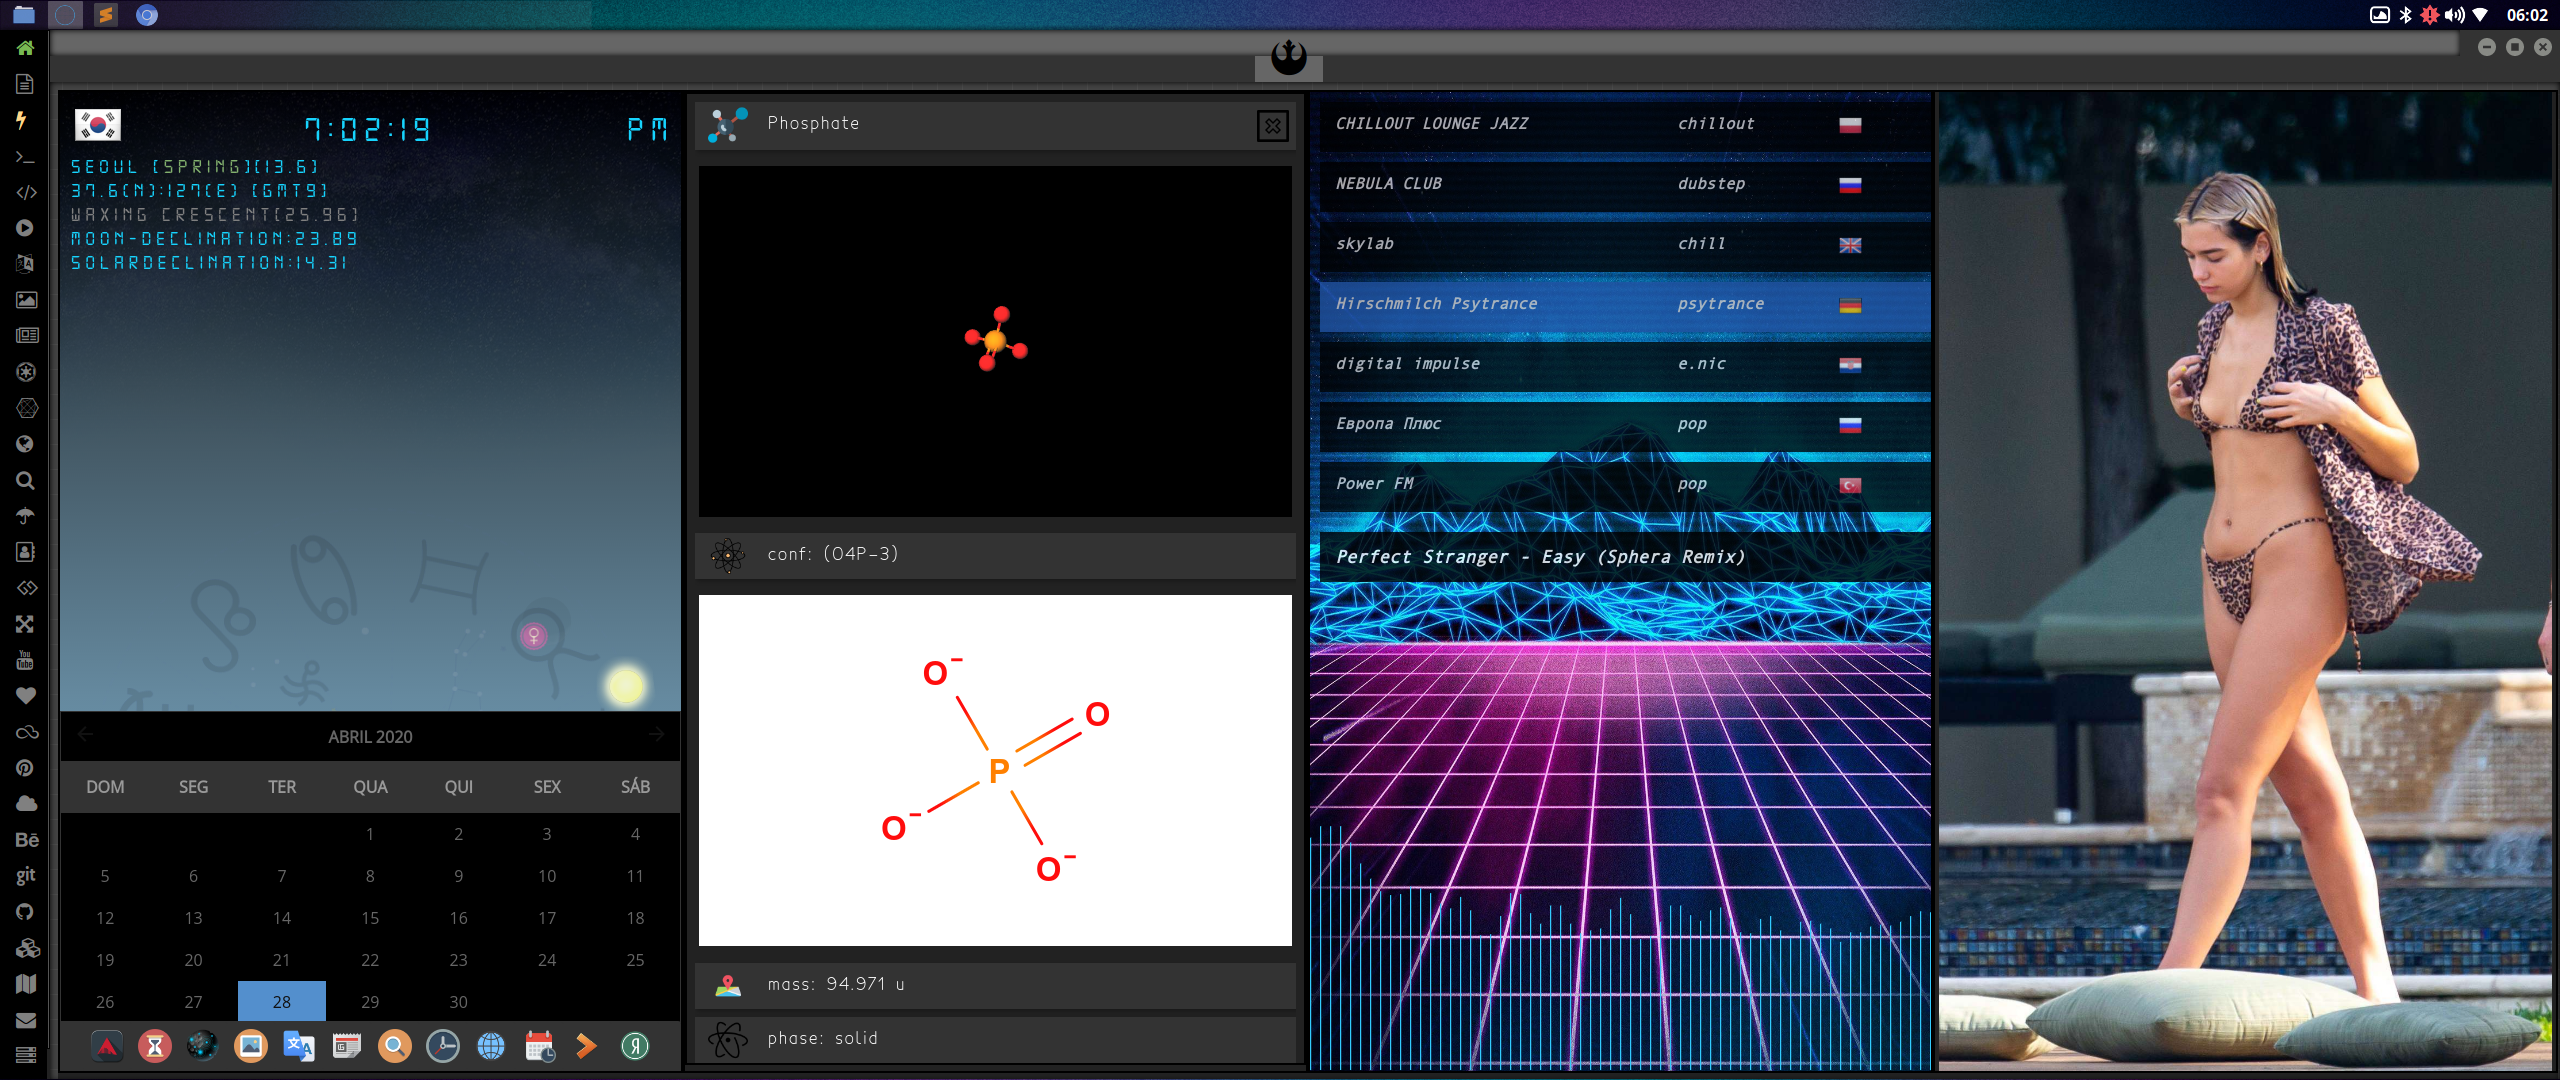 06:02
7:02:19 PM
SEOUL [SPRING][13.6]
37.6(N):127(E) [GMT9]
WAXING CRESCENT[25.96]
MOON-DECLINATION:23.89
SOLARDECLINATION:14.31
ABRIL 2020
DOM SEG TER QUA QUI SEX SÁB
1 2 3 4
5 6 7 8 9 10 11
12 13 14 15 16 17 18
19 20 21 22 23 24 25
26 27 28 29 30
Phosphate
conf: (O4P-3)
O⁻
O
P
O⁻
O⁻
mass: 94.971 u
phase: solid
CHILLOUT LOUNGE JAZZ chillout
NEBULA CLUB dubstep
skylab chill
Hirschmilch Psytrance psytrance
digital impulse e.nic
Европа Плюс pop
Power FM pop
Perfect Stranger - Easy (Sphera Remix)
You
Tube
Bē
git